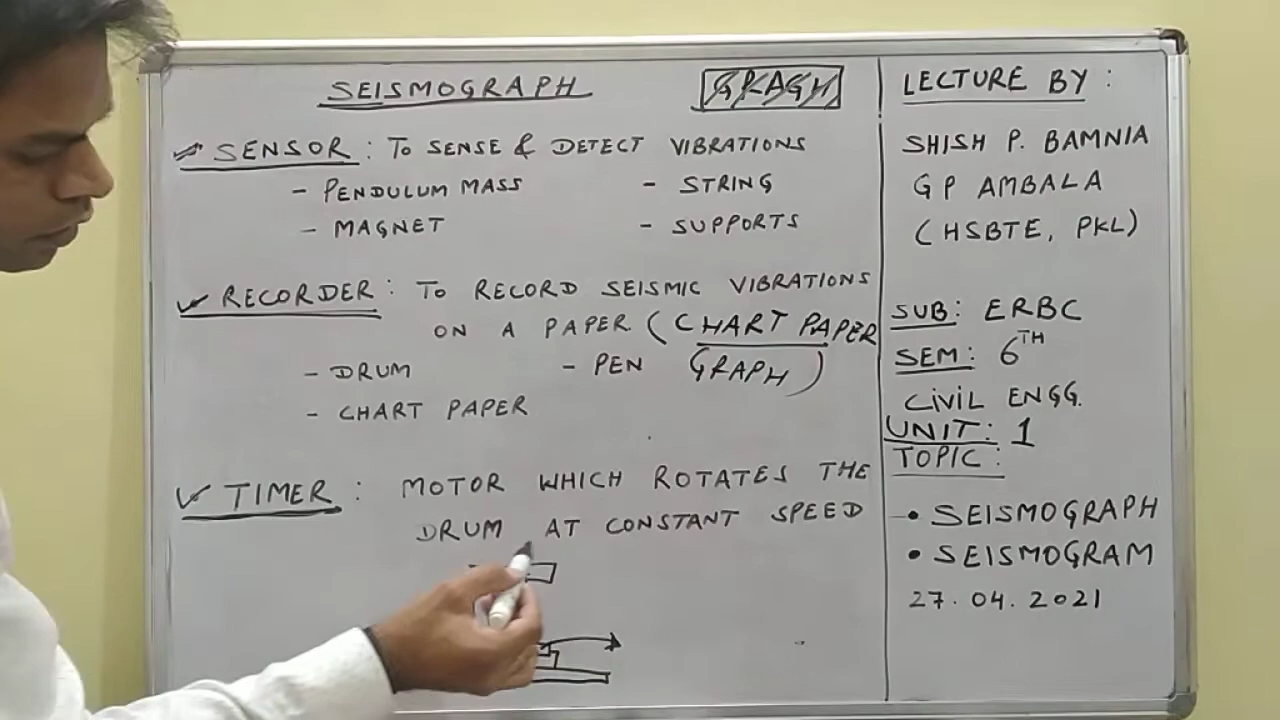 SEISMOGRAPH
SENSOR : TO SENSE & DETECT VIBRATIONS
- PENDULUM MASS - STRING
- MAGNET - SUPPORTS
RECORDER : TO RECORD SEISMIC VIBRATIONS
ON A PAPER (CHART PAPER
GRAPH)
- DRUM - PEN
- CHART PAPER
TIMER : MOTOR WHICH ROTATES THE
DRUM AT CONSTANT SPEED
LECTURE BY :
SHISH P. BAMNIA
GP AMBALA
(HSBTE, PKL)
SUB: ERBC
SEM: 6TH
CIVIL ENGG.
UNIT: 1
TOPIC :
• SEISMOGRAPH
• SEISMOGRAM
27.04.2021